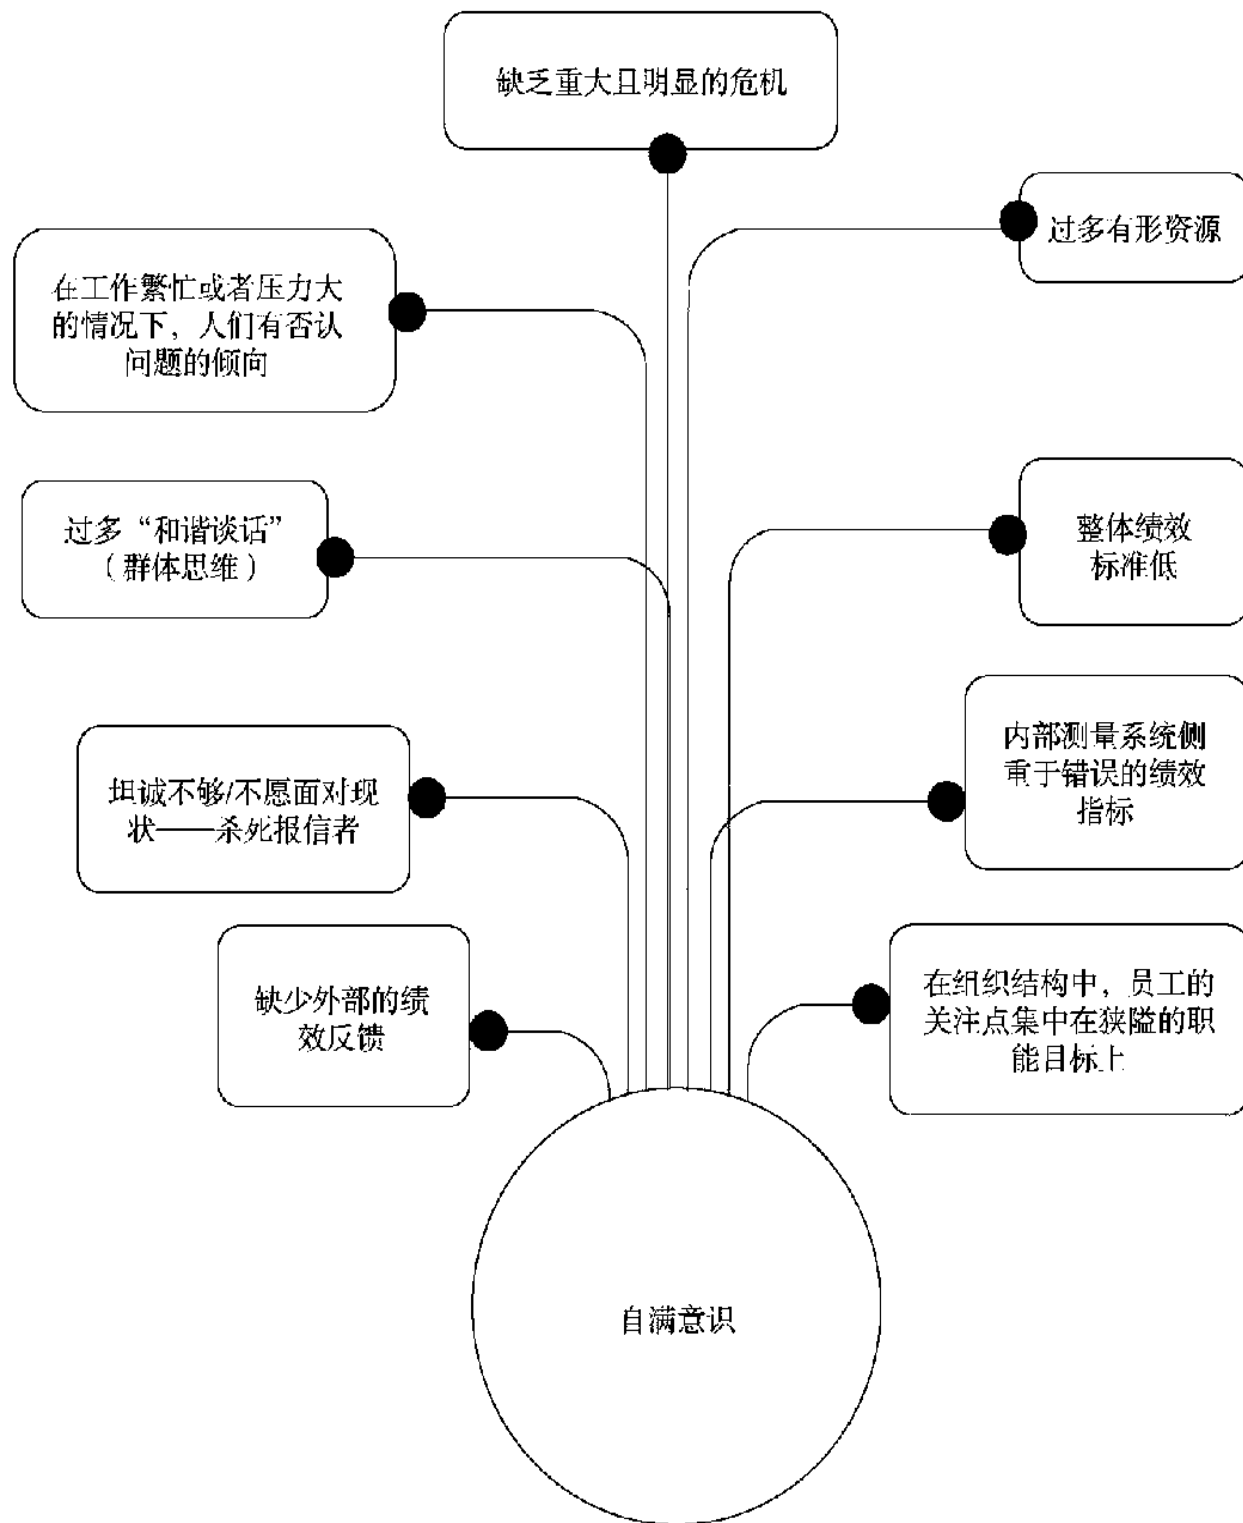 缺乏重大且明显的危机
过多有形资源
在工作繁忙或者压力大
的情况下，人们有否认
问题的倾向
整体绩效
标准低
过多“和谐谈话”
（群体思维）
内部测量系统侧
重于错误的绩效
指标
坦诚不够/不愿面对现
状——杀死报信者
在组织结构中，员工的
关注点集中在狭隘的职
能目标上
缺少外部的绩
效反馈
自满意识